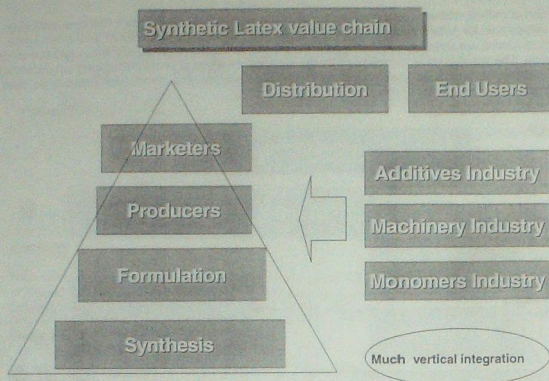 Synthetic Latex value chain
Distribution
End Users
Marketers
Producers
Formulation
Synthesis
Additives Industry
Machinery Industry
Monomers Industry
Much vertical integration